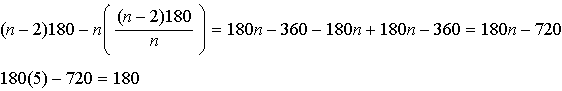 (n − 2)180 − n( (n − 2)180 / n ) = 180n − 360 − 180n + 180n − 360 = 180n − 720
180(5) − 720 = 180